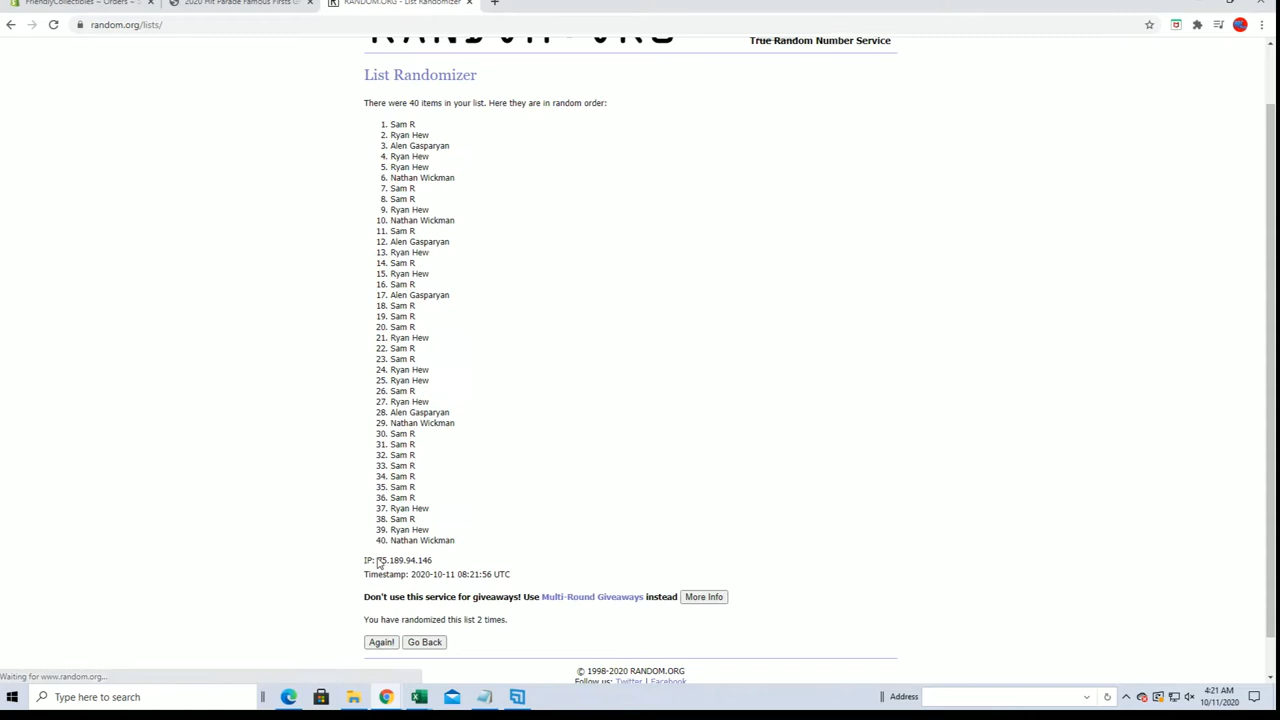 FriendlyCollectibles ~ Orders ~
2020 Hit Parade Famous Firsts
RANDOM.ORG - List Randomizer
random.org/lists/
RANDOM.ORG
True Random Number Service
List Randomizer
There were 40 items in your list. Here they are in random order:
1. Sam R
2. Ryan Hew
3. Alen Gasparyan
4. Ryan Hew
5. Ryan Hew
6. Nathan Wickman
7. Sam R
8. Sam R
9. Ryan Hew
10. Nathan Wickman
11. Sam R
12. Alen Gasparyan
13. Ryan Hew
14. Sam R
15. Ryan Hew
16. Sam R
17. Alen Gasparyan
18. Sam R
19. Sam R
20. Sam R
21. Ryan Hew
22. Sam R
23. Sam R
24. Ryan Hew
25. Ryan Hew
26. Sam R
27. Ryan Hew
28. Alen Gasparyan
29. Nathan Wickman
30. Sam R
31. Sam R
32. Sam R
33. Sam R
34. Sam R
35. Sam R
36. Sam R
37. Ryan Hew
38. Sam R
39. Ryan Hew
40. Nathan Wickman
IP: 75.189.94.146
Timestamp: 2020-10-11 08:21:56 UTC
Don't use this service for giveaways! Use Multi-Round Giveaways instead More Info
You have randomized this list 2 times.
Again! Go Back
© 1998-2020 RANDOM.ORG
Follow us: Twitter | Facebook
Waiting for www.random.org...
Type here to search
Address
4:21 AM
10/11/2020